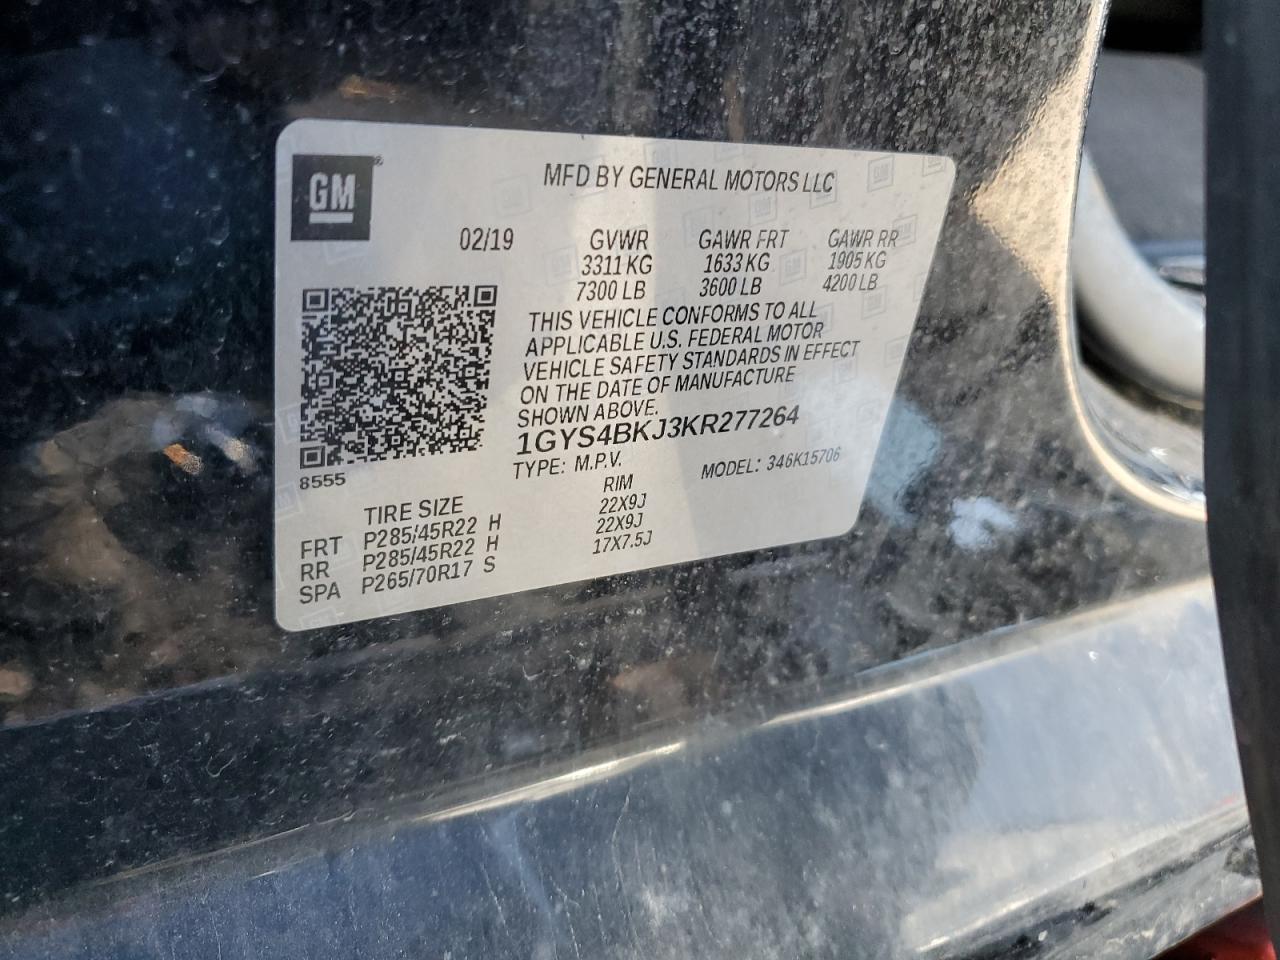 GM
MFD BY GENERAL MOTORS LLC
02/19 GVWR GAWR FRT GAWR RR
3311 KG 1633 KG 1905 KG
7300 LB 3600 LB 4200 LB
THIS VEHICLE CONFORMS TO ALL
APPLICABLE U.S. FEDERAL MOTOR
VEHICLE SAFETY STANDARDS IN EFFECT
ON THE DATE OF MANUFACTURE
SHOWN ABOVE.
1GYS4BKJ3KR277264
8555
TYPE: M.P.V. MODEL: 346K15706
TIRE SIZE RIM
FRT P285/45R22 H 22X9J
RR P285/45R22 H 22X9J
SPA P265/70R17 S 17X7.5J